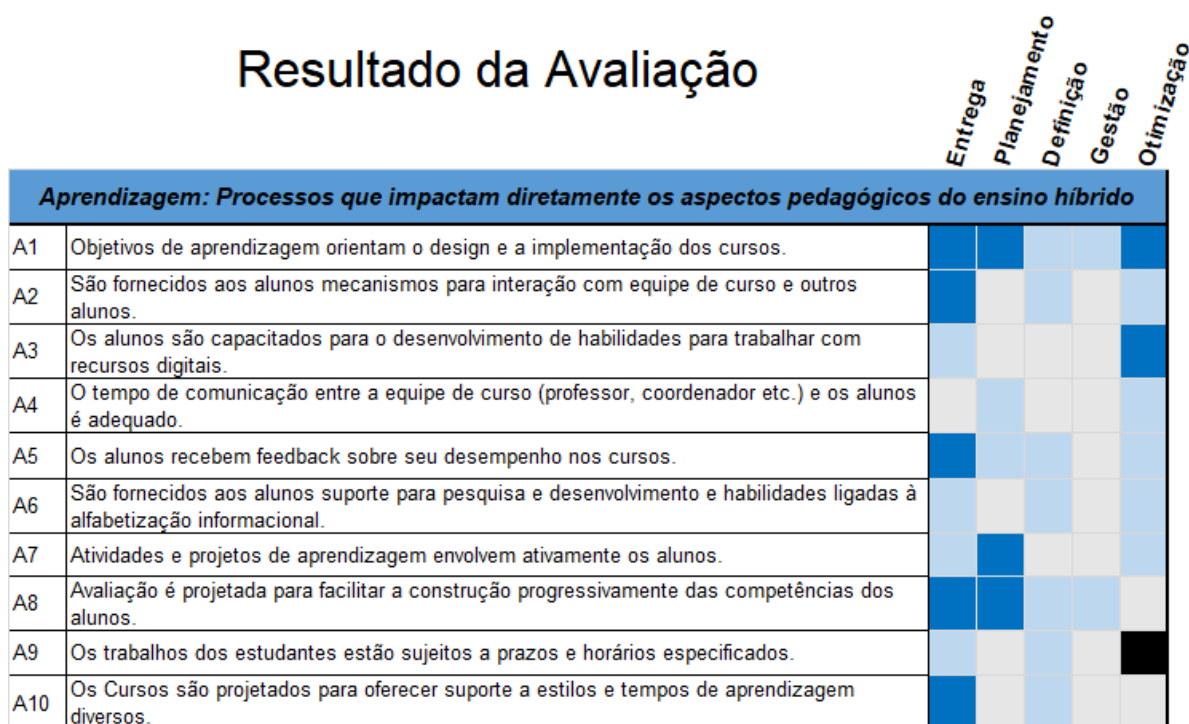 Resultado da Avaliação
Entrega
Planejamento
Definição
Gestão
Otimização
Aprendizagem: Processos que impactam diretamente os aspectos pedagógicos do ensino híbrido
A1 Objetivos de aprendizagem orientam o design e a implementação dos cursos.
A2 São fornecidos aos alunos mecanismos para interação com equipe de curso e outros
alunos.
A3 Os alunos são capacitados para o desenvolvimento de habilidades para trabalhar com
recursos digitais.
A4 O tempo de comunicação entre a equipe de curso (professor, coordenador etc.) e os alunos
é adequado.
A5 Os alunos recebem feedback sobre seu desempenho nos cursos.
A6 São fornecidos aos alunos suporte para pesquisa e desenvolvimento e habilidades ligadas à
alfabetização informacional.
A7 Atividades e projetos de aprendizagem envolvem ativamente os alunos.
A8 Avaliação é projetada para facilitar a construção progressivamente das competências dos
alunos.
A9 Os trabalhos dos estudantes estão sujeitos a prazos e horários especificados.
A10 Os Cursos são projetados para oferecer suporte a estilos e tempos de aprendizagem
diversos.